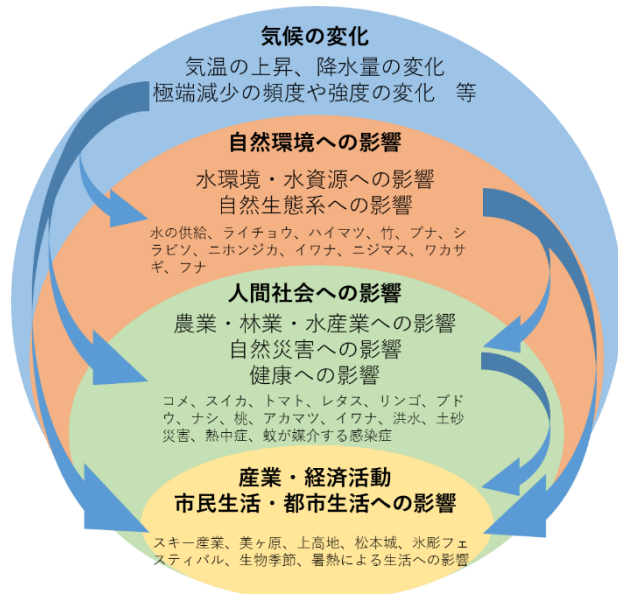 気候の変化
気温の上昇、降水量の変化
極端減少の頻度や強度の変化　等
自然環境への影響
水環境・水資源への影響
自然生態系への影響
水の供給、ライチョウ、ハイマツ、竹、ブナ、シ
ラビソ、ニホンジカ、イワナ、ニジマス、ワカサ
ギ、フナ
人間社会への影響
農業・林業・水産業への影響
自然災害への影響
健康への影響
コメ、スイカ、トマト、レタス、リンゴ、ブド
ウ、ナシ、桃、アカマツ、イワナ、洪水、土砂
災害、熱中症、蚊が媒介する感染症
産業・経済活動
市民生活・都市生活への影響
スキー産業、美ヶ原、上高地、松本城、氷彫フェ
スティバル、生物季節、暑熱による生活への影響